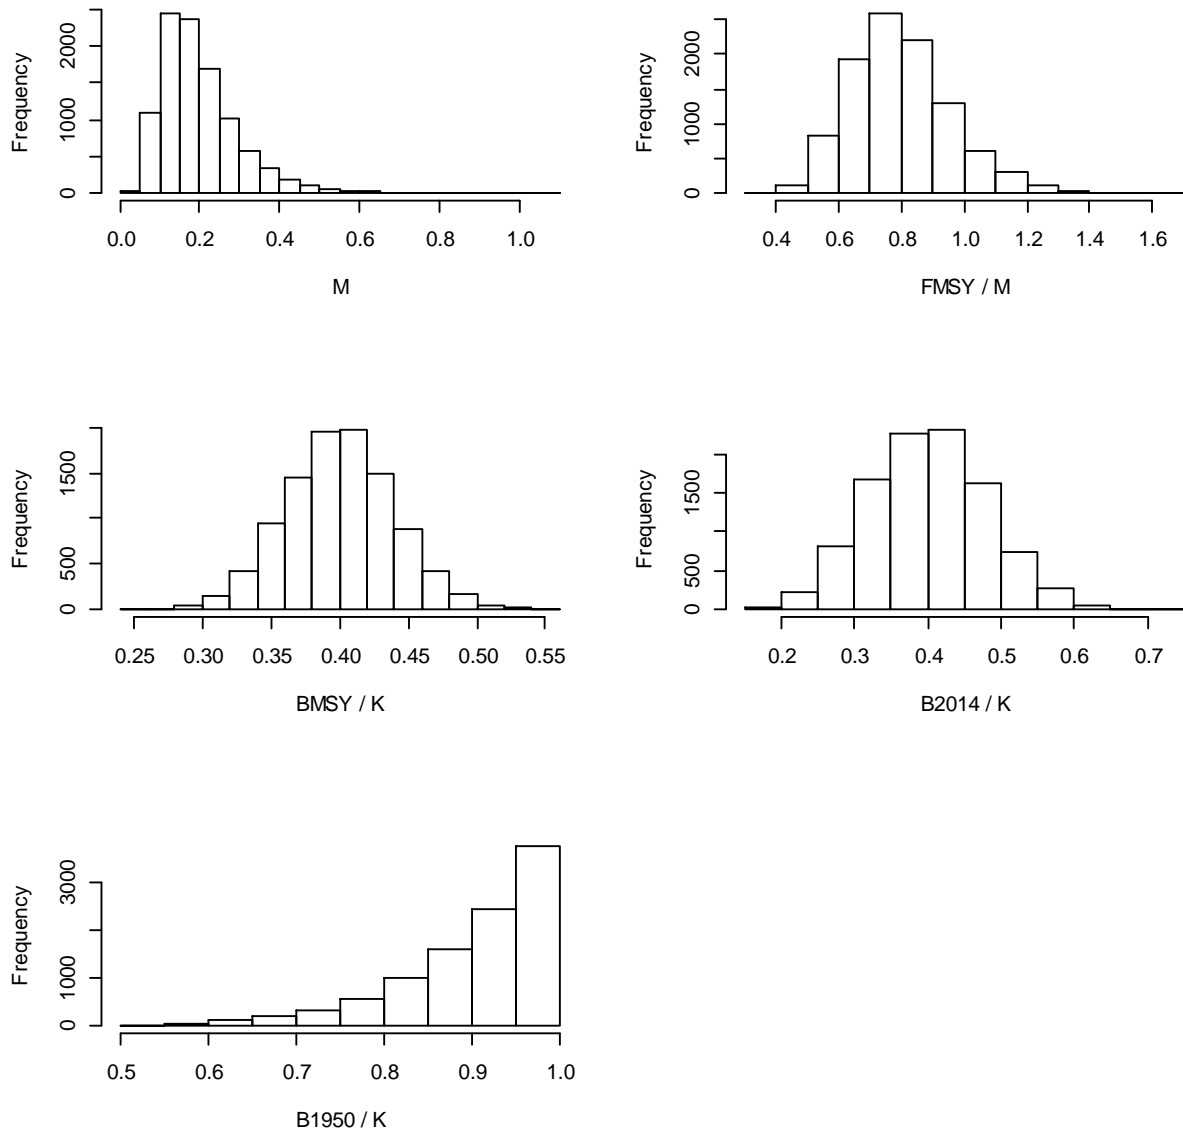 Frequency
2000
1000
0
0.0 0.2 0.4 0.6 0.8 1.0
M
Frequency
2000
1000
0
0.4 0.6 0.8 1.0 1.2 1.4 1.6
FMSY / M
Frequency
1500
500
0
0.25 0.30 0.35 0.40 0.45 0.50 0.55
BMSY / K
Frequency
1500
500
0
0.2 0.3 0.4 0.5 0.6 0.7
B2014 / K
Frequency
3000
1000
0
0.5 0.6 0.7 0.8 0.9 1.0
B1950 / K